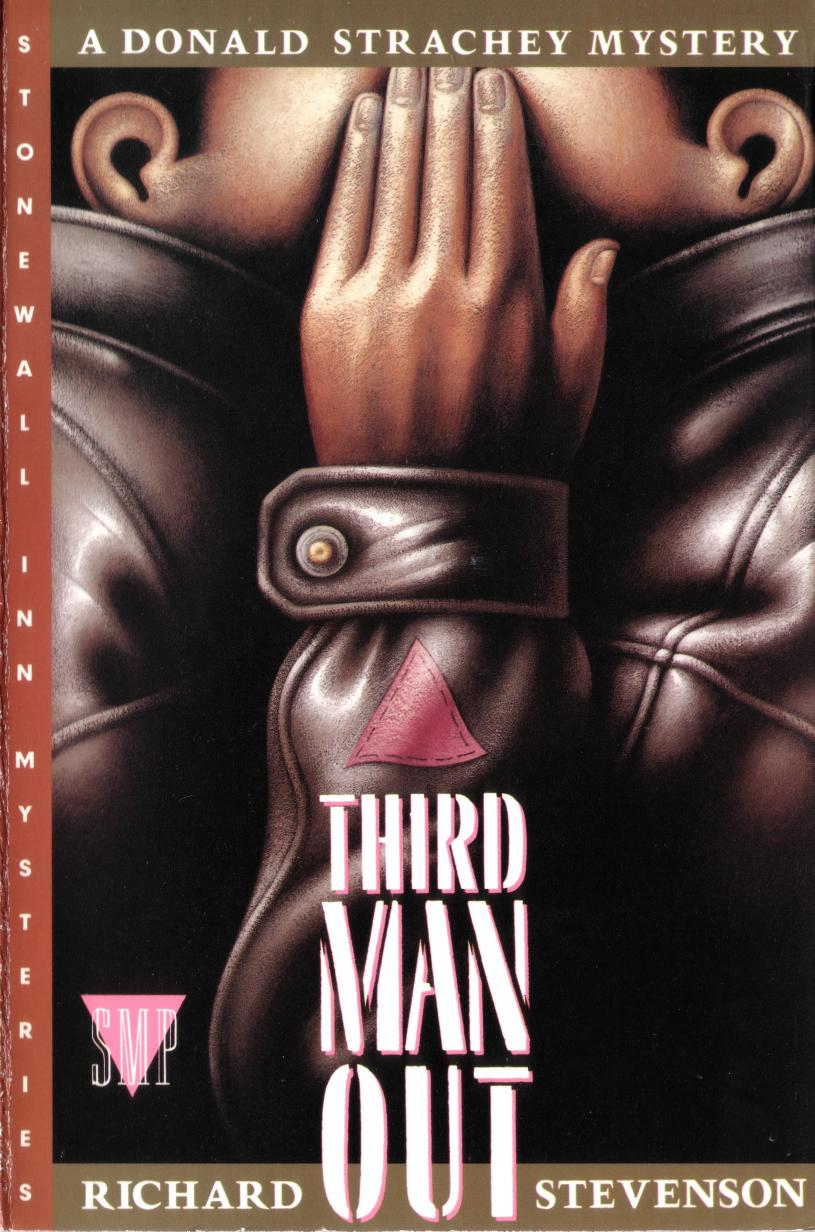 A DONALD STRACHEY MYSTERY
STONEWALL INN MYSTERIES
THIRD
MAN
OUT
SMP
RICHARD STEVENSON